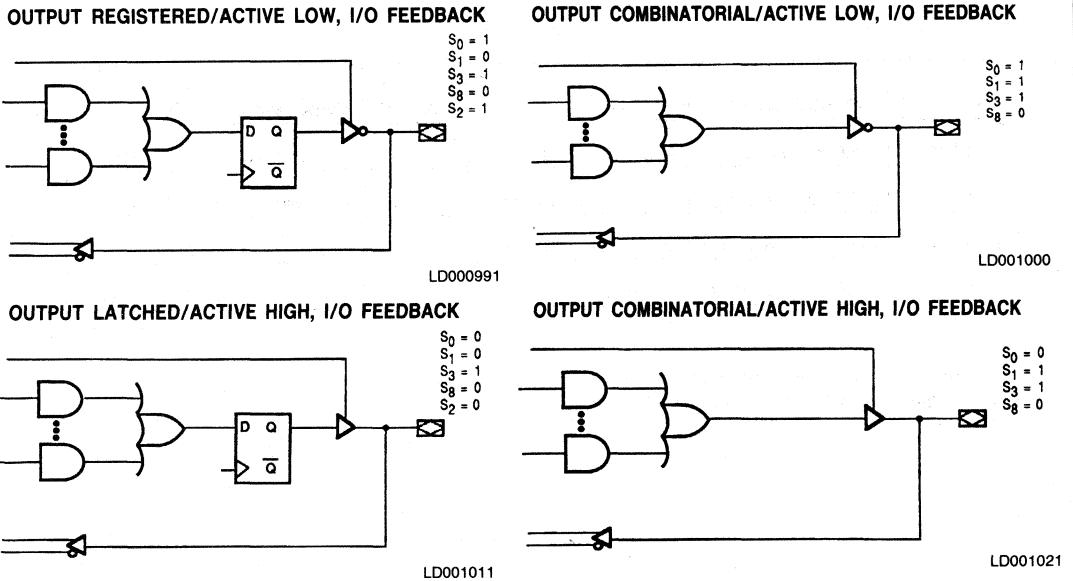 OUTPUT REGISTERED/ACTIVE LOW, I/O FEEDBACK
S0 = 1
S1 = 0
S3 = 1
S8 = 0
S2 = 1
D Q
Q̅
LD000991
OUTPUT COMBINATORIAL/ACTIVE LOW, I/O FEEDBACK
S0 = 1
S1 = 1
S3 = 1
S8 = 0
LD001000
OUTPUT LATCHED/ACTIVE HIGH, I/O FEEDBACK
S0 = 0
S1 = 0
S3 = 1
S8 = 0
S2 = 0
D Q
Q̅
LD001011
OUTPUT COMBINATORIAL/ACTIVE HIGH, I/O FEEDBACK
S0 = 0
S1 = 1
S3 = 1
S8 = 0
LD001021